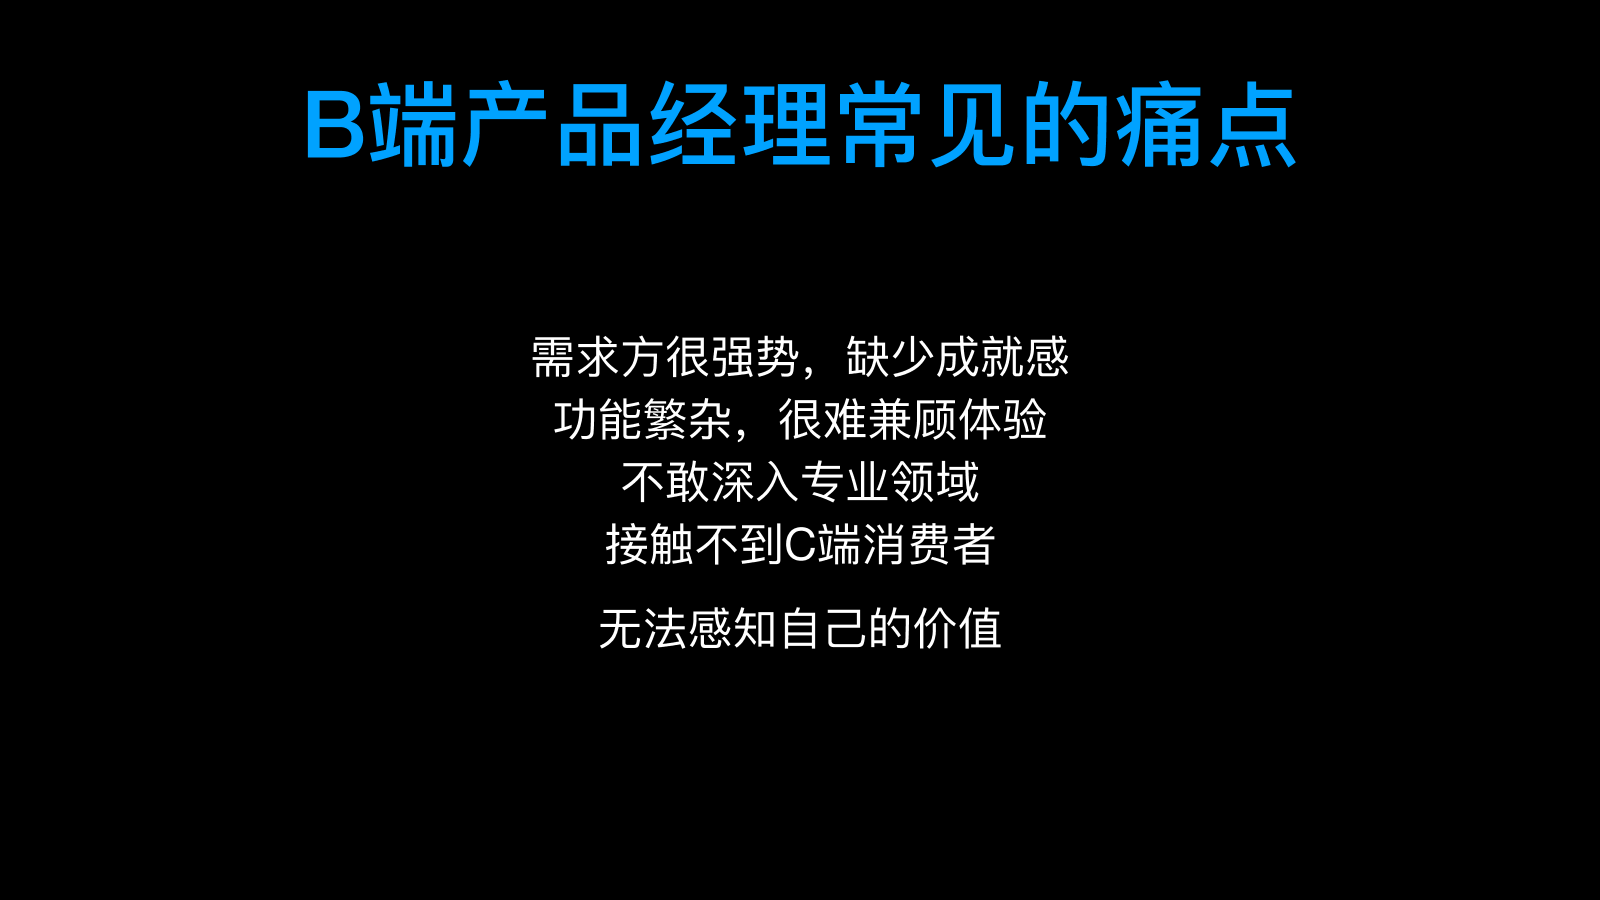 B端产品经理常见的痛点
需求方很强势，缺少成就感
功能繁杂，很难兼顾体验
不敢深入专业领域
接触不到C端消费者
无法感知自己的价值